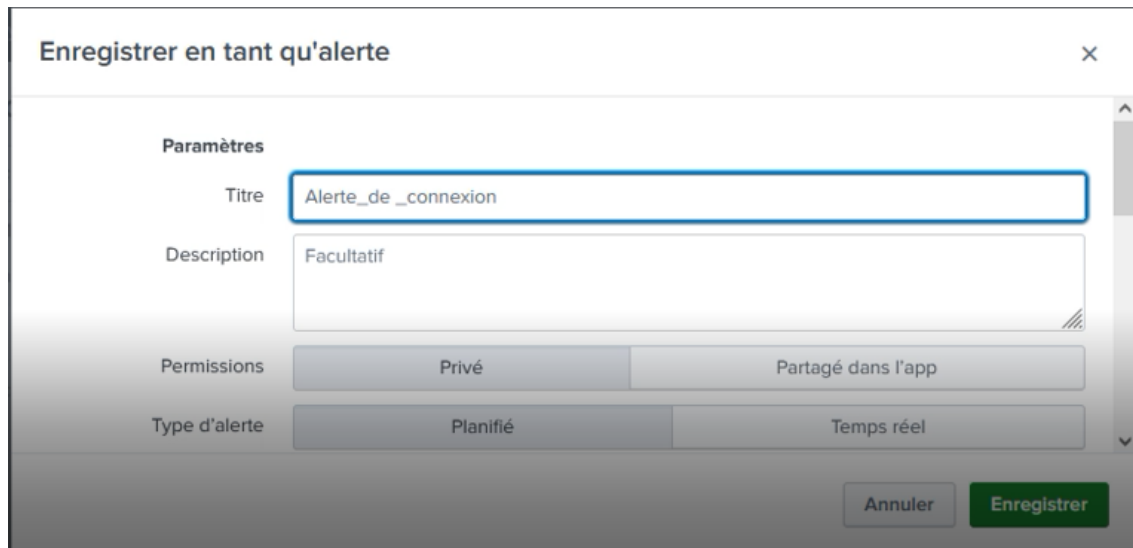 Enregistrer en tant qu'alerte ×
Paramètres
Titre Alerte_de _connexion
Description Facultatif
Permissions Privé Partagé dans l'app
Type d'alerte Planifié Temps réel
Annuler Enregistrer